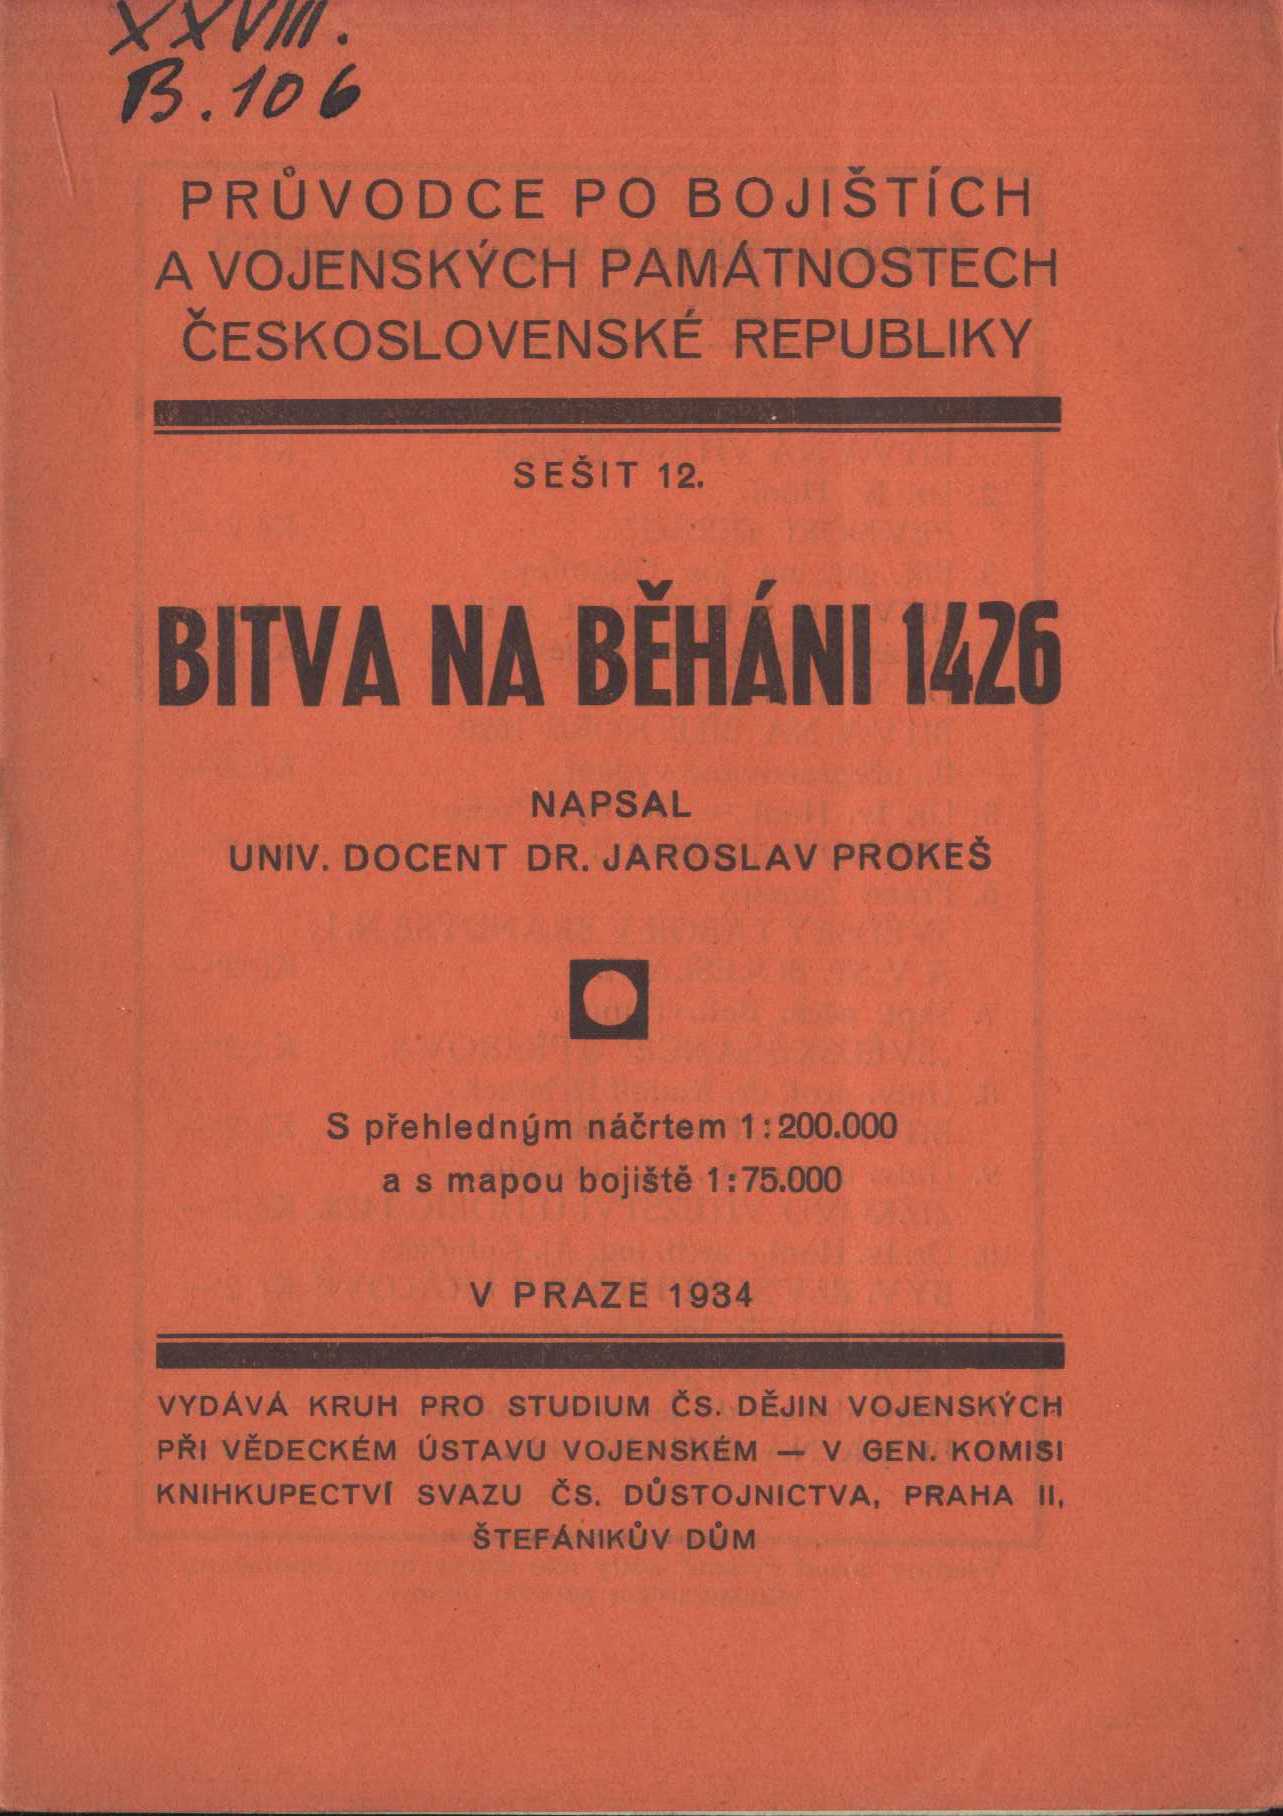 XXVIII.
B. 106
PRŮVODCE PO BOJIŠTÍCH
A VOJENSKÝCH PAMÁTNOSTECH
ČESKOSLOVENSKÉ REPUBLIKY
SEŠIT 12.
BITVA NA BĚHÁNI 1426
NAPSAL
UNIV. DOCENT DR. JAROSLAV PROKEŠ
S přehledným náčrtem 1:200.000
a s mapou bojiště 1:75.000
V PRAZE 1934
VYDÁVÁ KRUH PRO STUDIUM ČS. DĚJIN VOJENSKÝCH
PŘI VĚDECKÉM ÚSTAVU VOJENSKÉM — V GEN. KOMISI
KNIHKUPECTVÍ SVAZU ČS. DŮSTOJNICTVA, PRAHA II,
ŠTEFÁNIKŮV DŮM